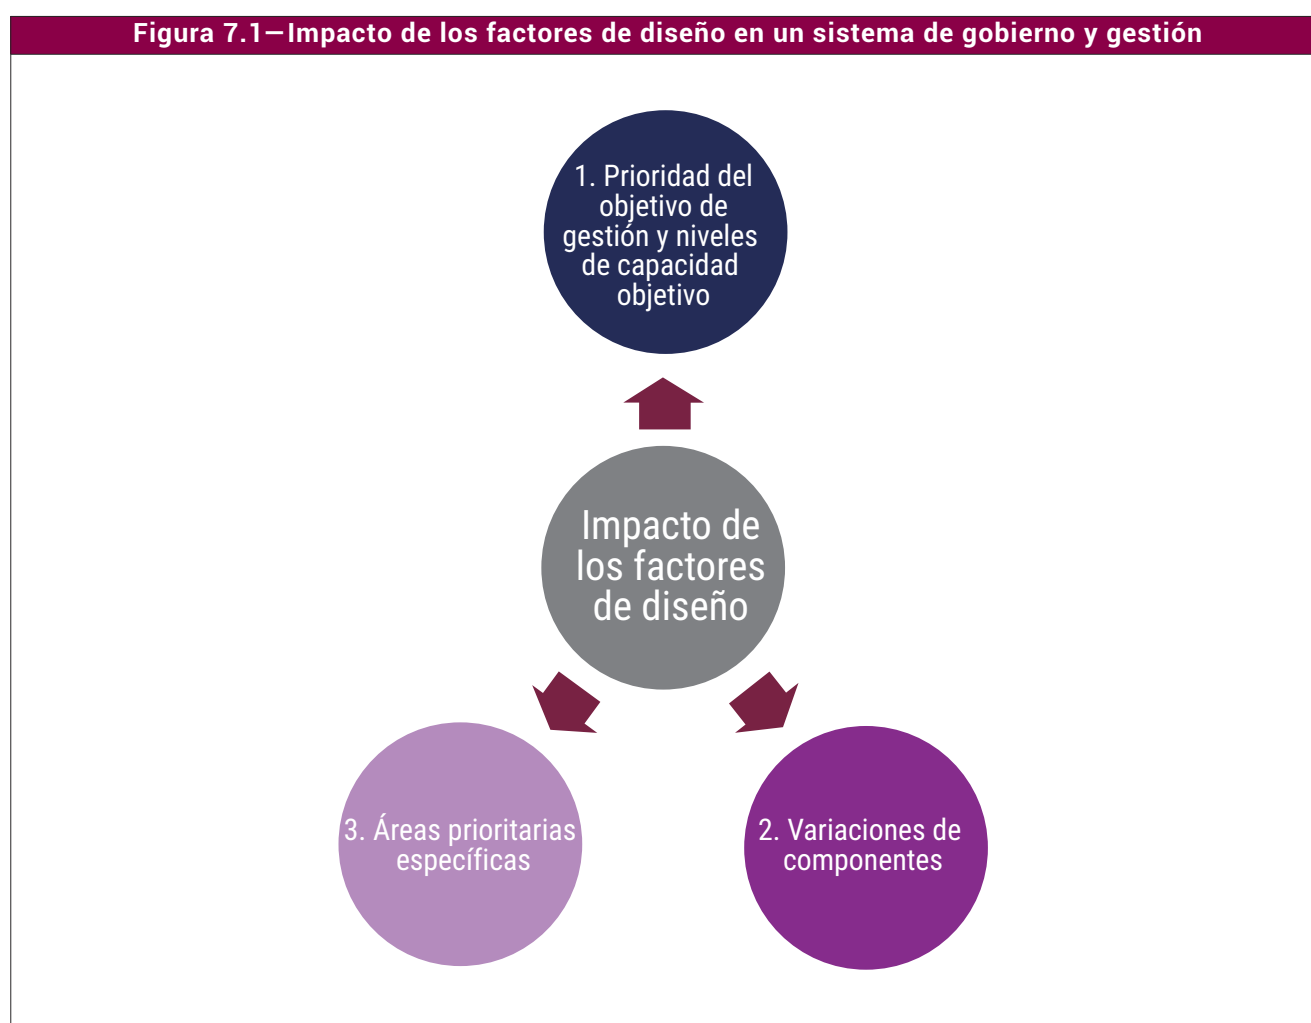 Figura 7.1—Impacto de los factores de diseño en un sistema de gobierno y gestión
1. Prioridad del
objetivo de
gestión y niveles
de capacidad
objetivo
Impacto de
los factores
de diseño
3. Áreas prioritarias
específicas
2. Variaciones de
componentes